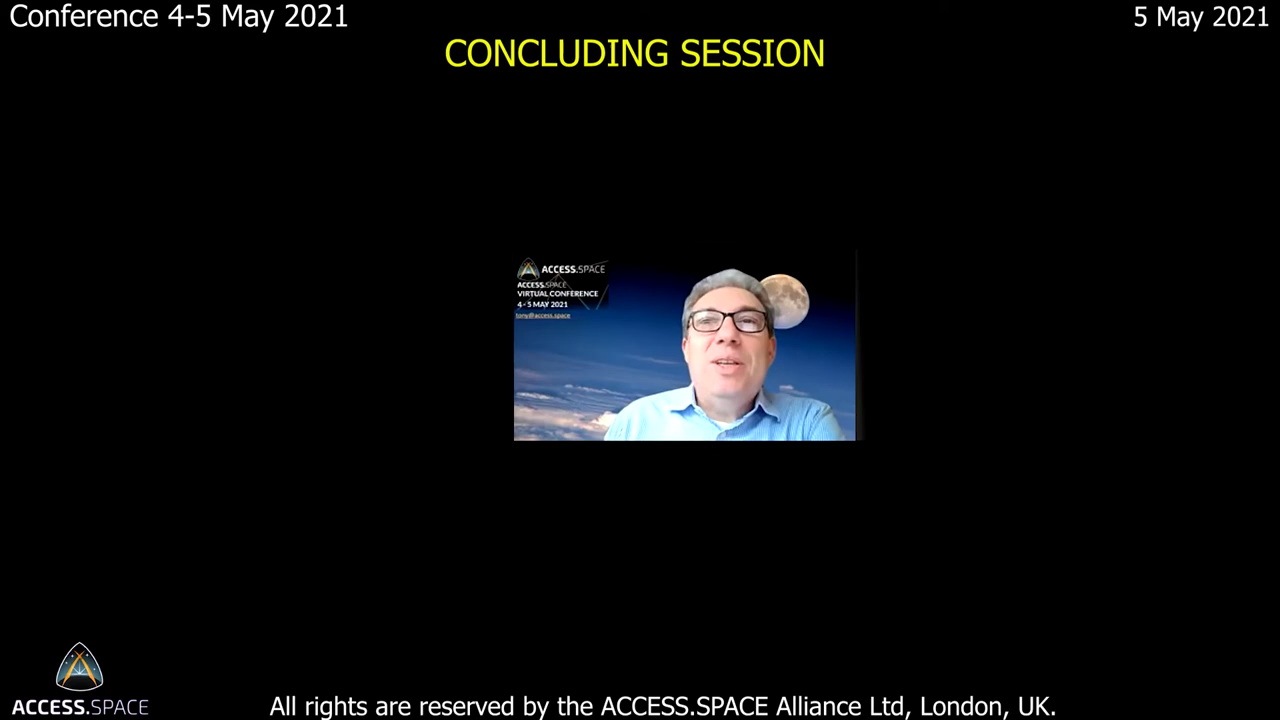 Conference 4-5 May 2021
5 May 2021
CONCLUDING SESSION
ACCESS.SPACE
ACCESS.SPACE
VIRTUAL CONFERENCE
4 - 5 MAY 2021
tony@access.space
ACCESS.SPACE
All rights are reserved by the ACCESS.SPACE Alliance Ltd, London, UK.